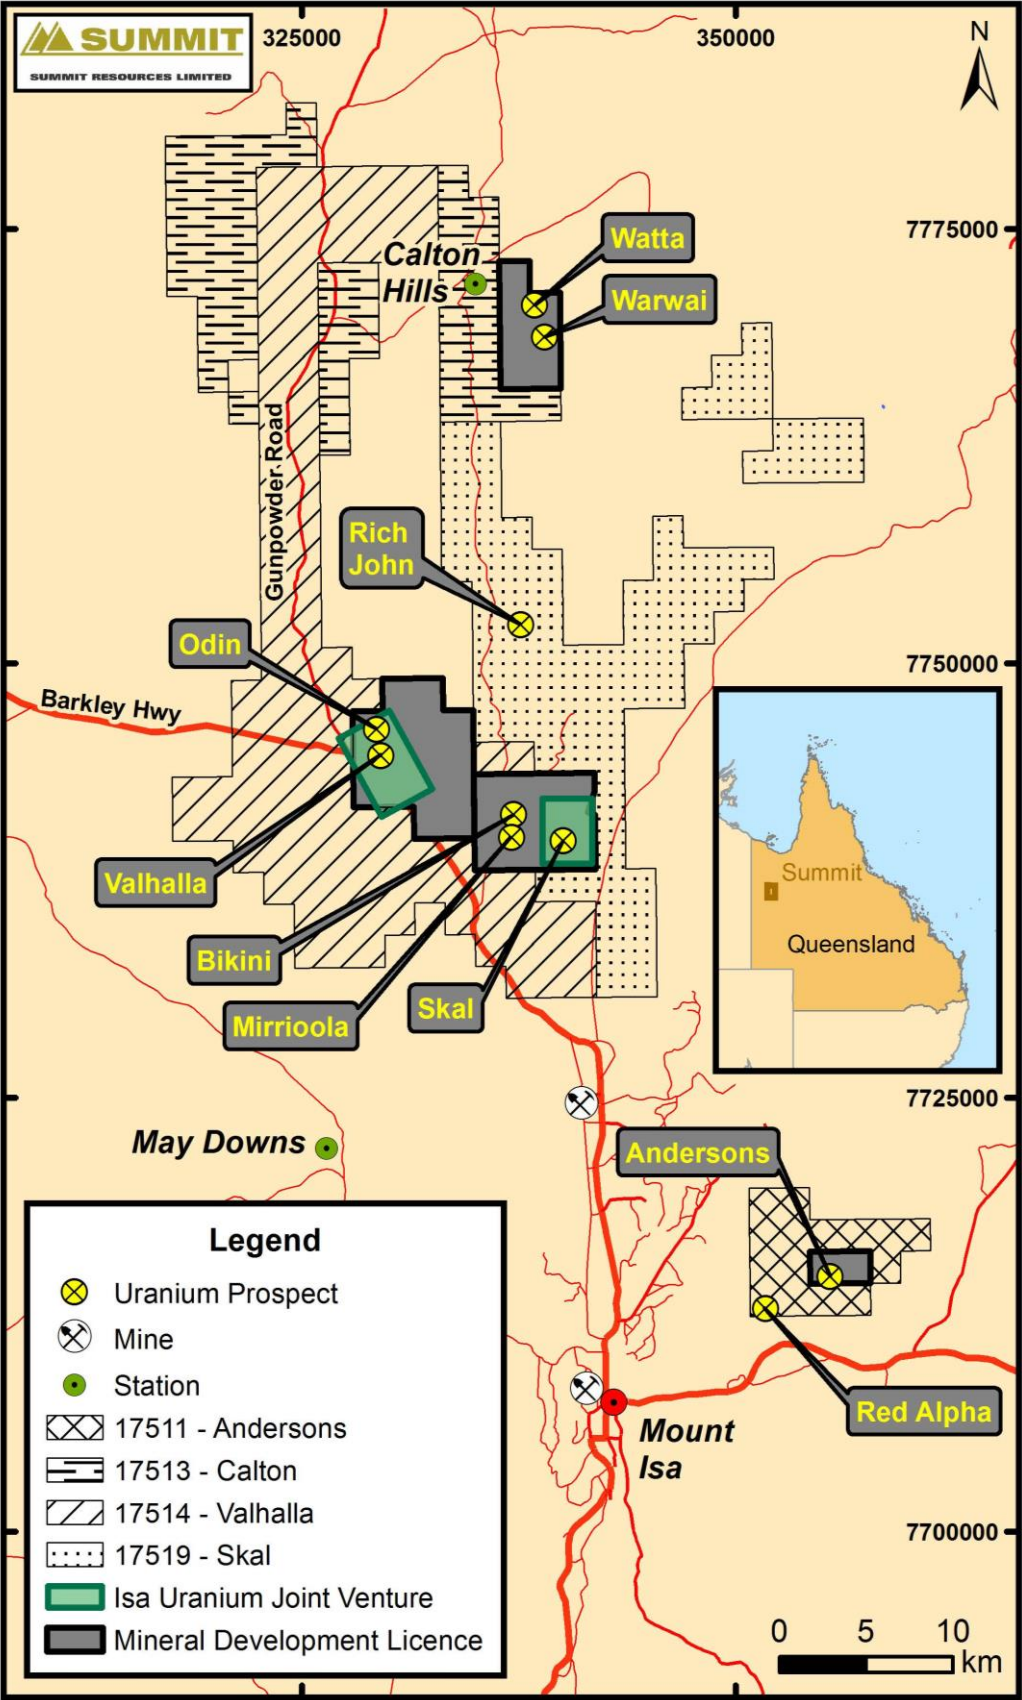 SUMMIT
SUMMIT RESOURCES LIMITED
325000
350000
N
7775000
Watta
Calton
Hills
Warwai
Gunpowder Road
Rich
John
Odin
7750000
Barkley Hwy
Summit
Queensland
Valhalla
Bikini
Skal
Mirrioola
7725000
May Downs
Andersons
Red Alpha
Mount
Isa
7700000
Legend
Uranium Prospect
Mine
Station
17511 - Andersons
17513 - Calton
17514 - Valhalla
17519 - Skal
Isa Uranium Joint Venture
Mineral Development Licence
0 5 10
km